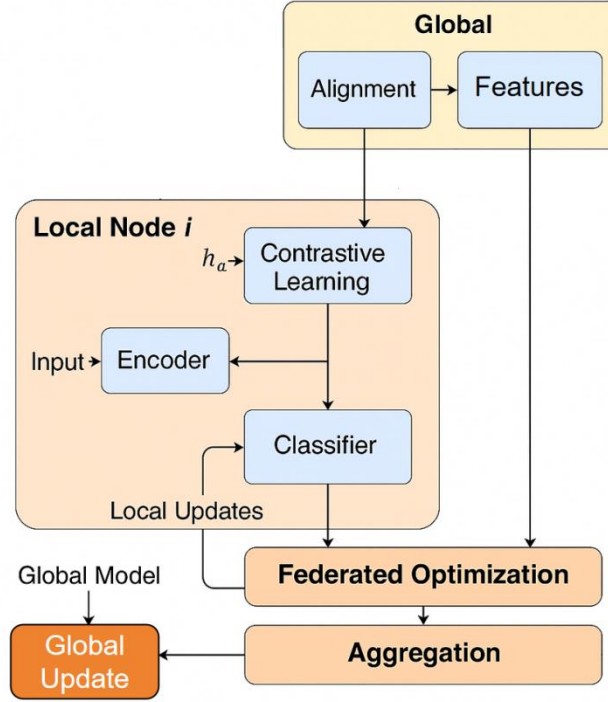 Global
Alignment
Features
Local Node i
hₐ
Contrastive
Learning
Input
Encoder
Classifier
Local Updates
Federated Optimization
Global Model
Global
Update
Aggregation